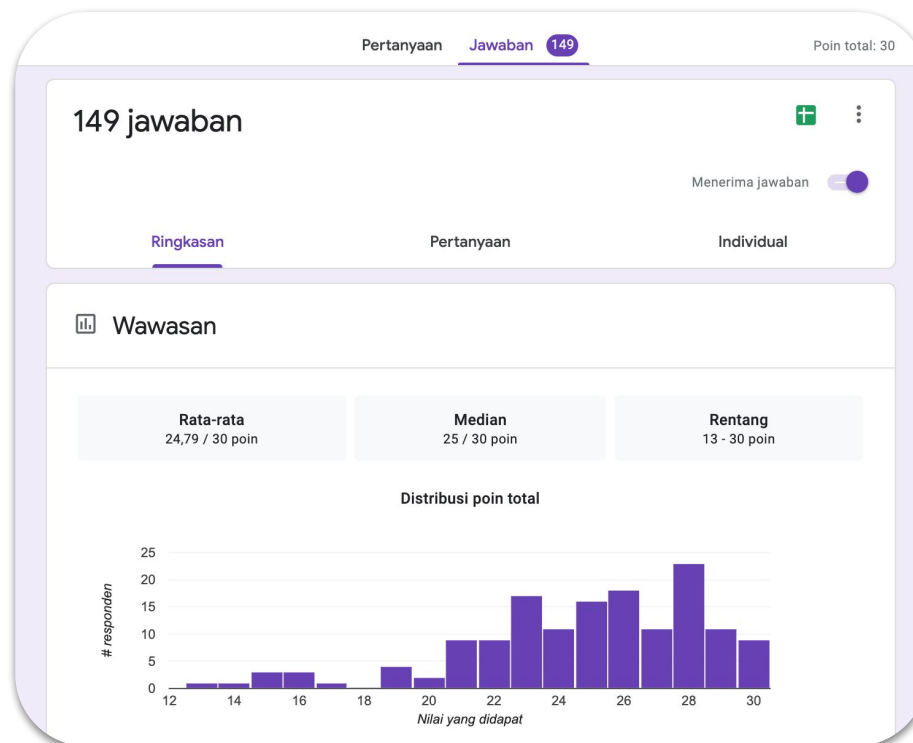 Pertanyaan Jawaban 149 Poin total: 30
149 jawaban
Menerima jawaban
Ringkasan Pertanyaan Individual
Wawasan
Rata-rata Median Rentang
24,79 / 30 poin 25 / 30 poin 13 - 30 poin
Distribusi poin total
# responden
25
20
15
10
5
0
12 14 16 18 20 22 24 26 28 30
Nilai yang didapat